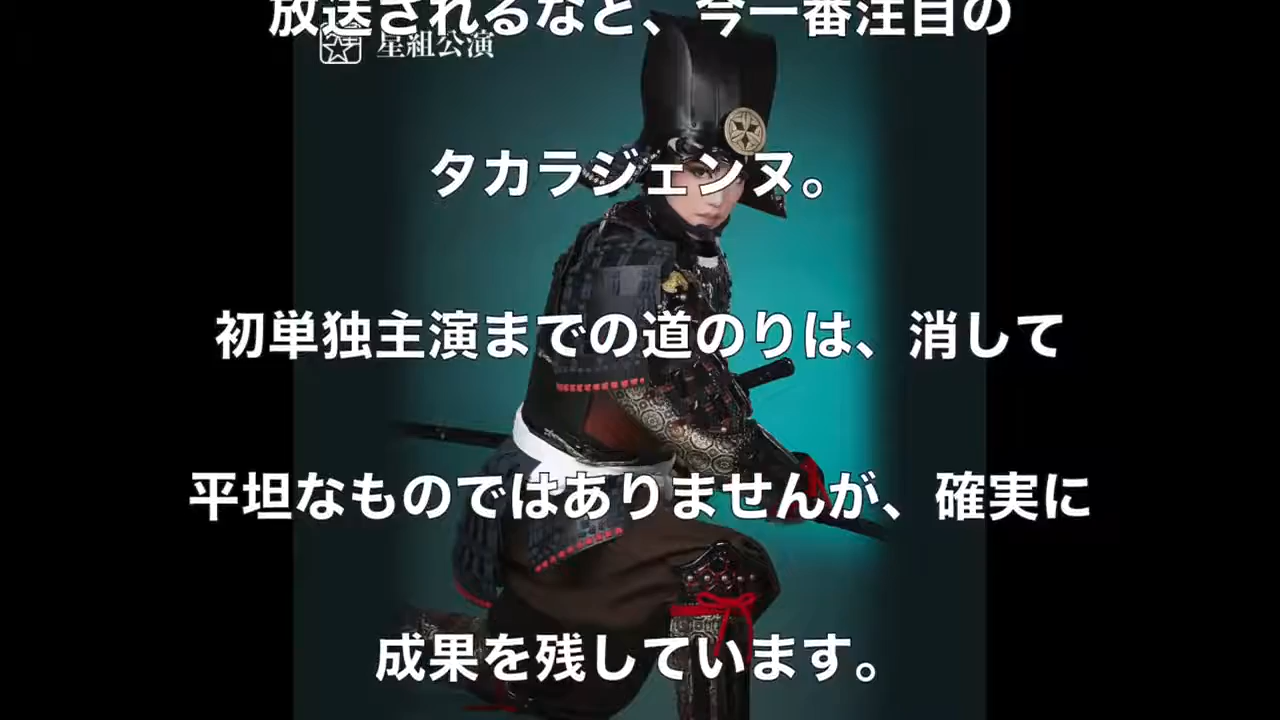 放送されるなど、今一番注目の
星組公演
タカラジェンヌ。
初単独主演までの道のりは、消して
平坦なものではありませんが、確実に
成果を残しています。